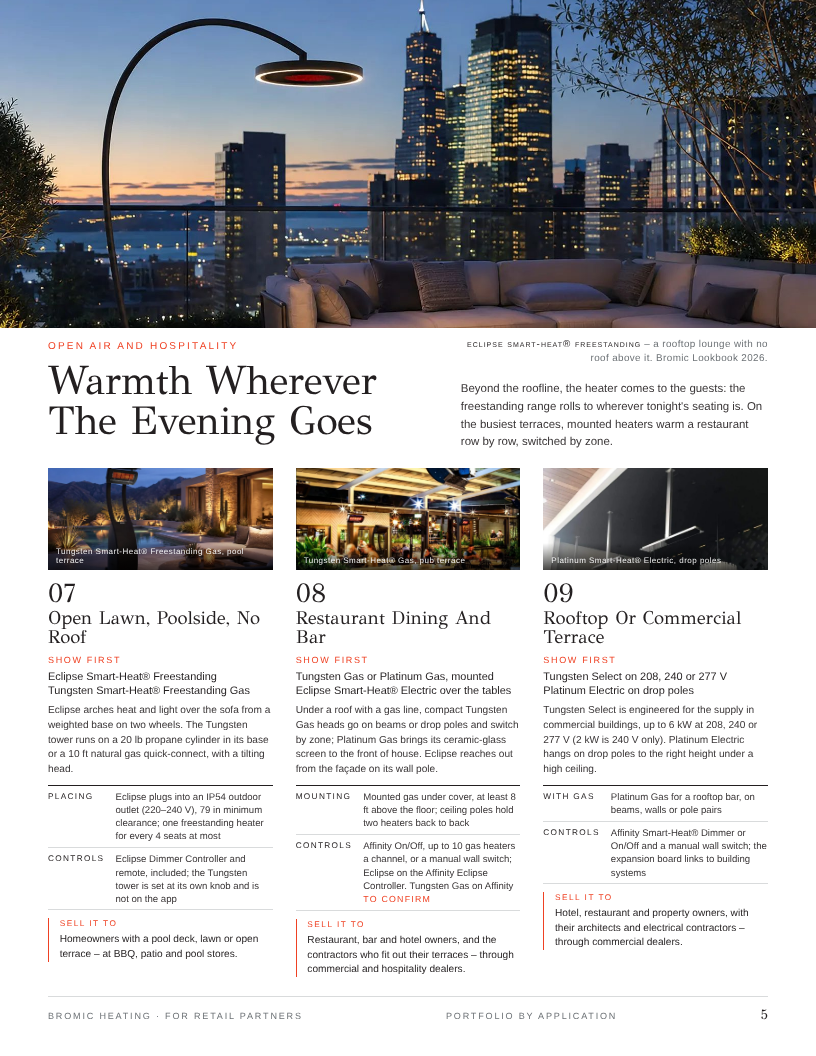 OPEN AIR AND HOSPITALITY
Warmth Wherever
The Evening Goes
ECLIPSE SMART-HEAT® FREESTANDING – a rooftop lounge with no
roof above it. Bromic Lookbook 2026.
Beyond the roofline, the heater comes to the guests: the
freestanding range rolls to wherever tonight's seating is. On
the busiest terraces, mounted heaters warm a restaurant
row by row, switched by zone.
Tungsten Smart-Heat® Freestanding Gas, pool
terrace
07
Open Lawn, Poolside, No
Roof
SHOW FIRST
Eclipse Smart-Heat® Freestanding
Tungsten Smart-Heat® Freestanding Gas
Eclipse arches heat and light over the sofa from a
weighted base on two wheels. The Tungsten
tower runs on a 20 lb propane cylinder in its base
or a 10 ft natural gas quick-connect, with a tilting
head.
PLACING
Eclipse plugs into an IP54 outdoor
outlet (220–240 V), 79 in minimum
clearance; one freestanding heater
for every 4 seats at most
CONTROLS
Eclipse Dimmer Controller and
remote, included; the Tungsten
tower is set at its own knob and is
not on the app
SELL IT TO
Homeowners with a pool deck, lawn or open
terrace – at BBQ, patio and pool stores.
Tungsten Smart-Heat® Gas, pub terrace
08
Restaurant Dining And
Bar
SHOW FIRST
Tungsten Gas or Platinum Gas, mounted
Eclipse Smart-Heat® Electric over the tables
Under a roof with a gas line, compact Tungsten
Gas heads go on beams or drop poles and switch
by zone; Platinum Gas brings its ceramic-glass
screen to the front of house. Eclipse reaches out
from the façade on its wall pole.
MOUNTING
Mounted gas under cover, at least 8
ft above the floor; ceiling poles hold
two heaters back to back
CONTROLS
Affinity On/Off, up to 10 gas heaters
a channel, or a manual wall switch;
Eclipse on the Affinity Eclipse
Controller. Tungsten Gas on Affinity
TO CONFIRM
SELL IT TO
Restaurant, bar and hotel owners, and the
contractors who fit out their terraces – through
commercial and hospitality dealers.
Platinum Smart-Heat® Electric, drop poles
09
Rooftop Or Commercial
Terrace
SHOW FIRST
Tungsten Select on 208, 240 or 277 V
Platinum Electric on drop poles
Tungsten Select is engineered for the supply in
commercial buildings, up to 6 kW at 208, 240 or
277 V (2 kW is 240 V only). Platinum Electric
hangs on drop poles to the right height under a
high ceiling.
WITH GAS
Platinum Gas for a rooftop bar, on
beams, walls or pole pairs
CONTROLS
Affinity Smart-Heat® Dimmer or
On/Off and a manual wall switch; the
expansion board links to building
systems
SELL IT TO
Hotel, restaurant and property owners, with
their architects and electrical contractors –
through commercial dealers.
BROMIC HEATING · FOR RETAIL PARTNERS
PORTFOLIO BY APPLICATION
5